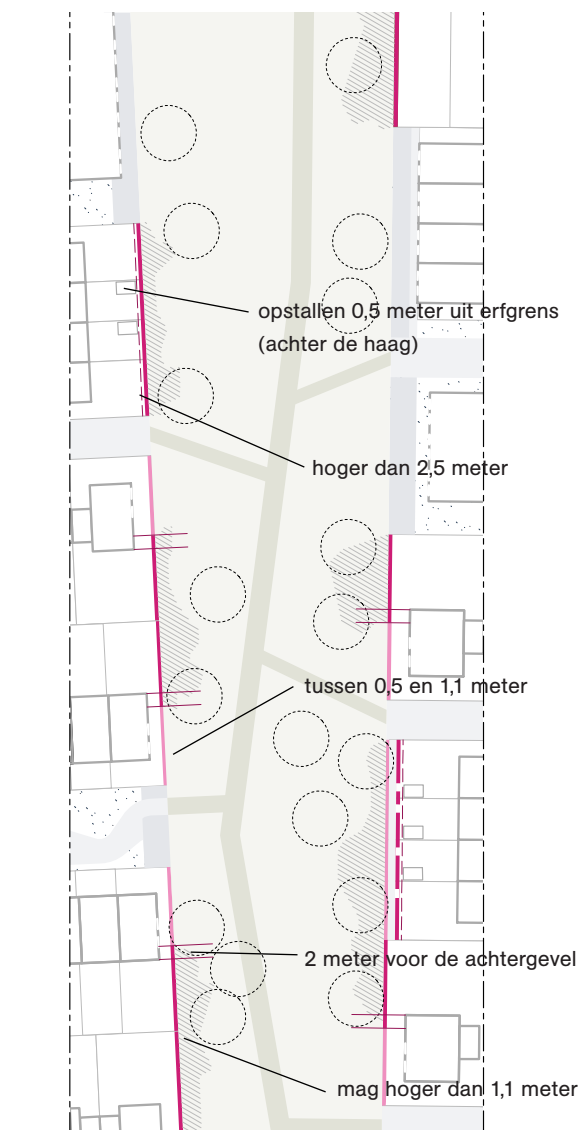 opstallen 0,5 meter uit erfgrens
(achter de haag)
hoger dan 2,5 meter
tussen 0,5 en 1,1 meter
2 meter voor de achtergevel
mag hoger dan 1,1 meter